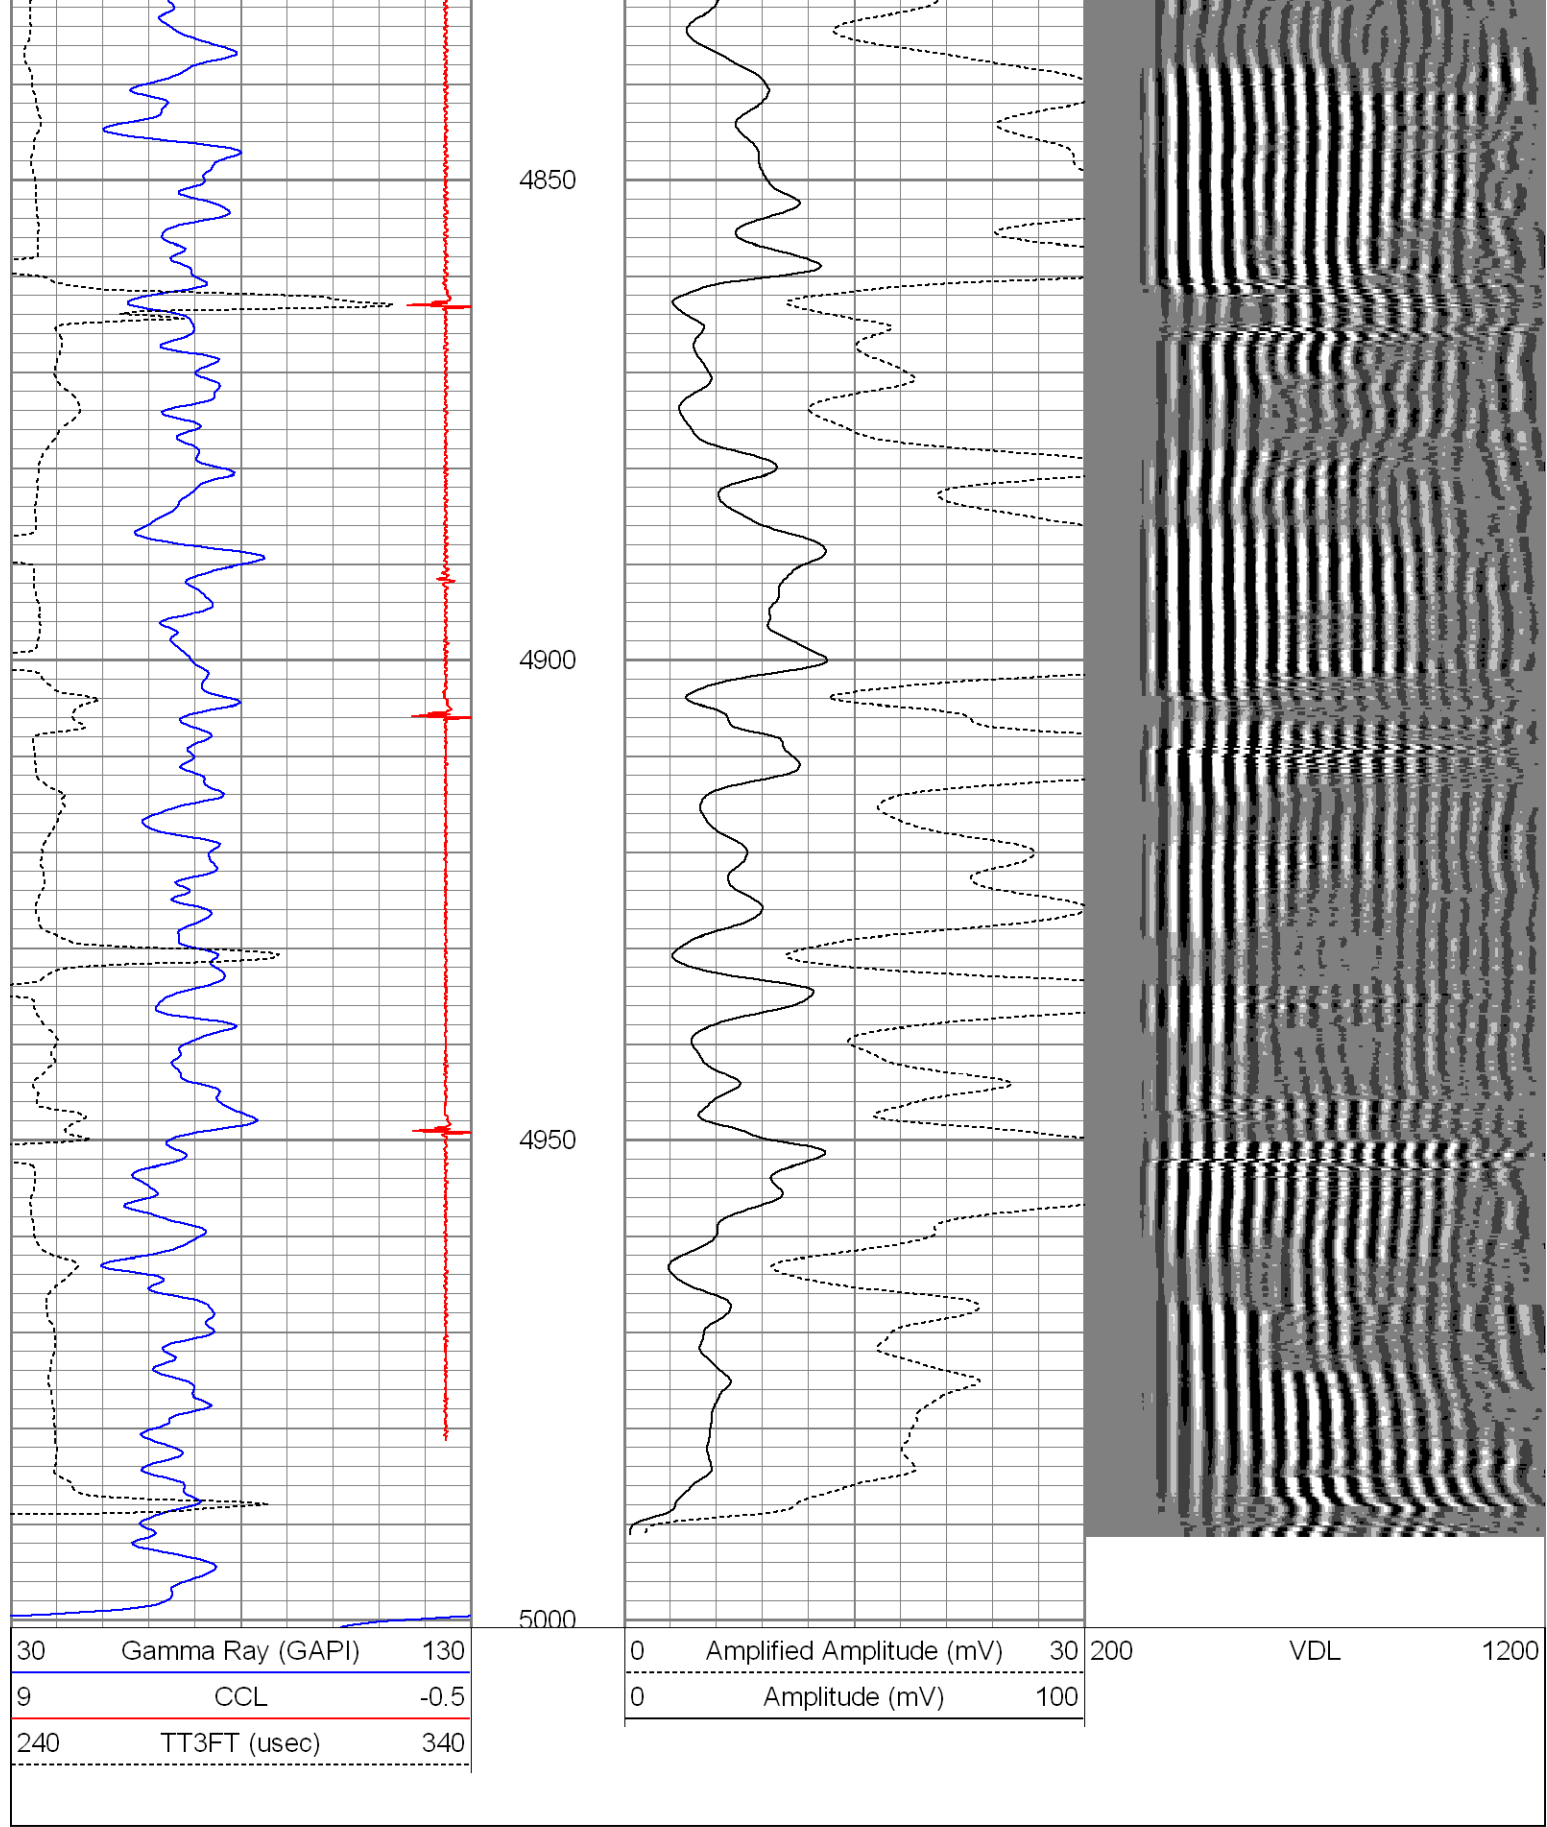 4850
4900
4950
5000
30 Gamma Ray (GAPI) 130
0 Amplified Amplitude (mV) 30
200 VDL 1200
9 CCL -0.5
0 Amplitude (mV) 100
240 TT3FT (usec) 340